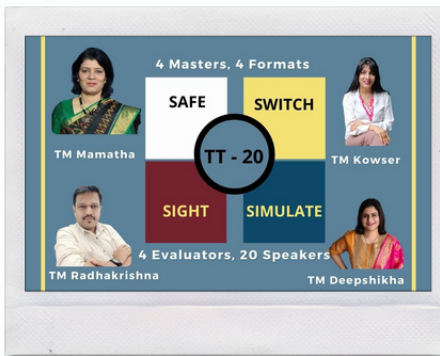 4 Masters, 4 Formats
SAFE
SWITCH
TM Mamatha
TT - 20
TM Kowser
SIGHT
SIMULATE
4 Evaluators, 20 Speakers
TM Radhakrishna
TM Deepshikha